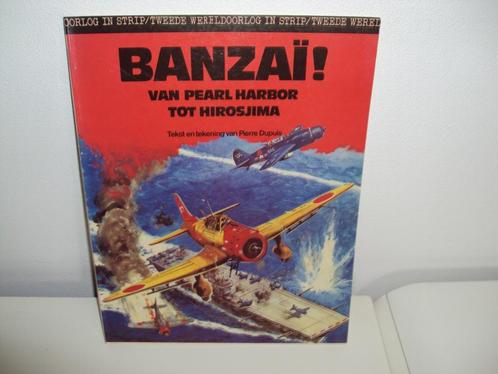 OORLOG IN STRIP/TWEEDE WERELDOORLOG IN STRIP/TWEEDE WEREL
BANZAÏ!
VAN PEARL HARBOR
TOT HIROSJIMA
Tekst en tekening van Pierre Dupuis